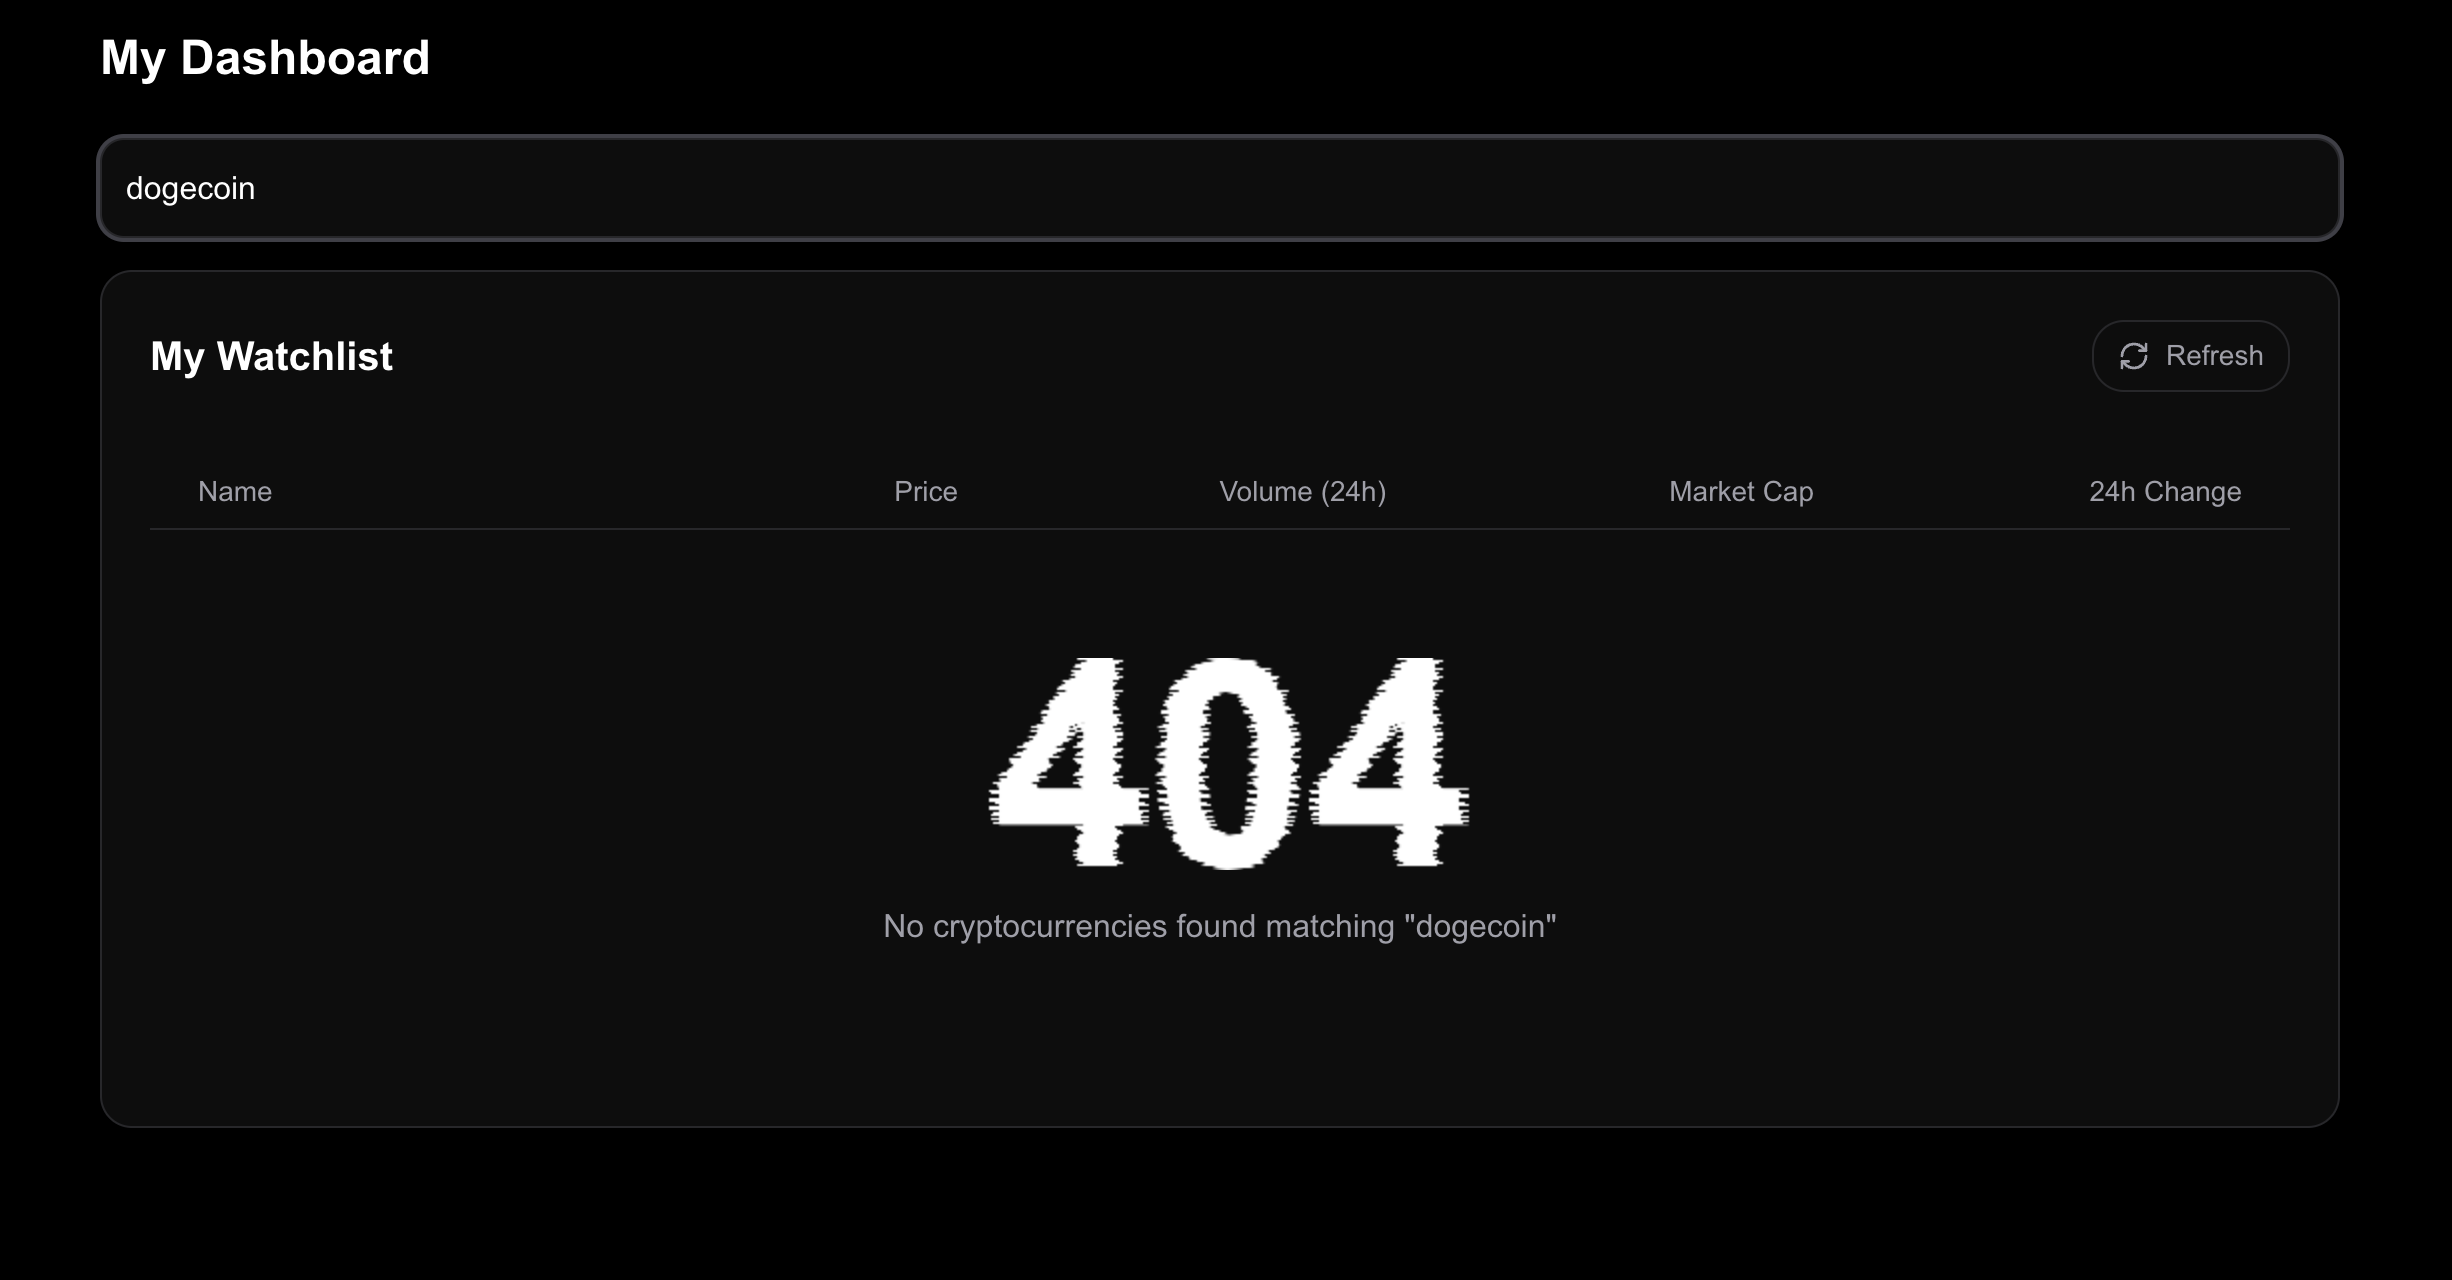 My Dashboard
dogecoin
My Watchlist
Refresh
Name Price Volume (24h) Market Cap 24h Change
404
No cryptocurrencies found matching "dogecoin"